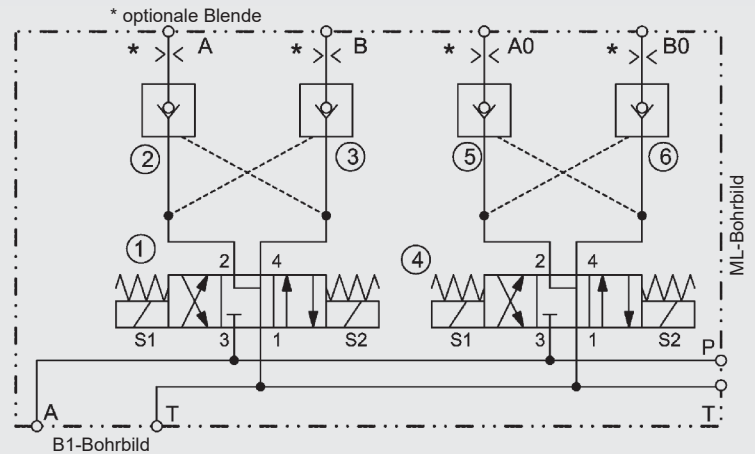 * optionale Blende
* A * B * A0 * B0
2 3 5 6
1 2 4 4 2 4
S1 3 1 S2 S1 3 1 S2
P
A T T
B1-Bohrbild
ML-Bohrbild